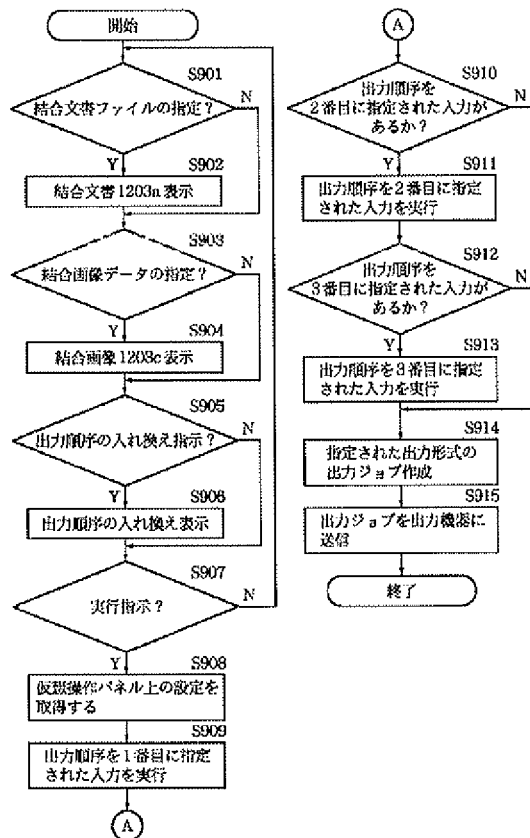 開始
S901
結合文書ファイルの指定？
N
Y
S902
結合文書1203n表示
S903
結合画像データの指定？
N
Y
S904
結合画像1203c表示
S905
出力順序の入れ換え指示？
N
Y
S906
出力順序の入れ換え表示
S907
実行指示？
N
Y
S908
仮想操作パネル上の設定を
取得する
S909
出力順序を1番目に指定
された入力を実行
A
A
S910
出力順序を
2番目に指定された入力が
あるか？
N
Y
S911
出力順序を2番目に指定
された入力を実行
S912
出力順序を
3番目に指定された入力が
あるか？
N
Y
S913
出力順序を3番目に指定
された入力を実行
S914
指定された出力形式の
出力ジョブ作成
S915
出力ジョブを出力機器に
送信
終了